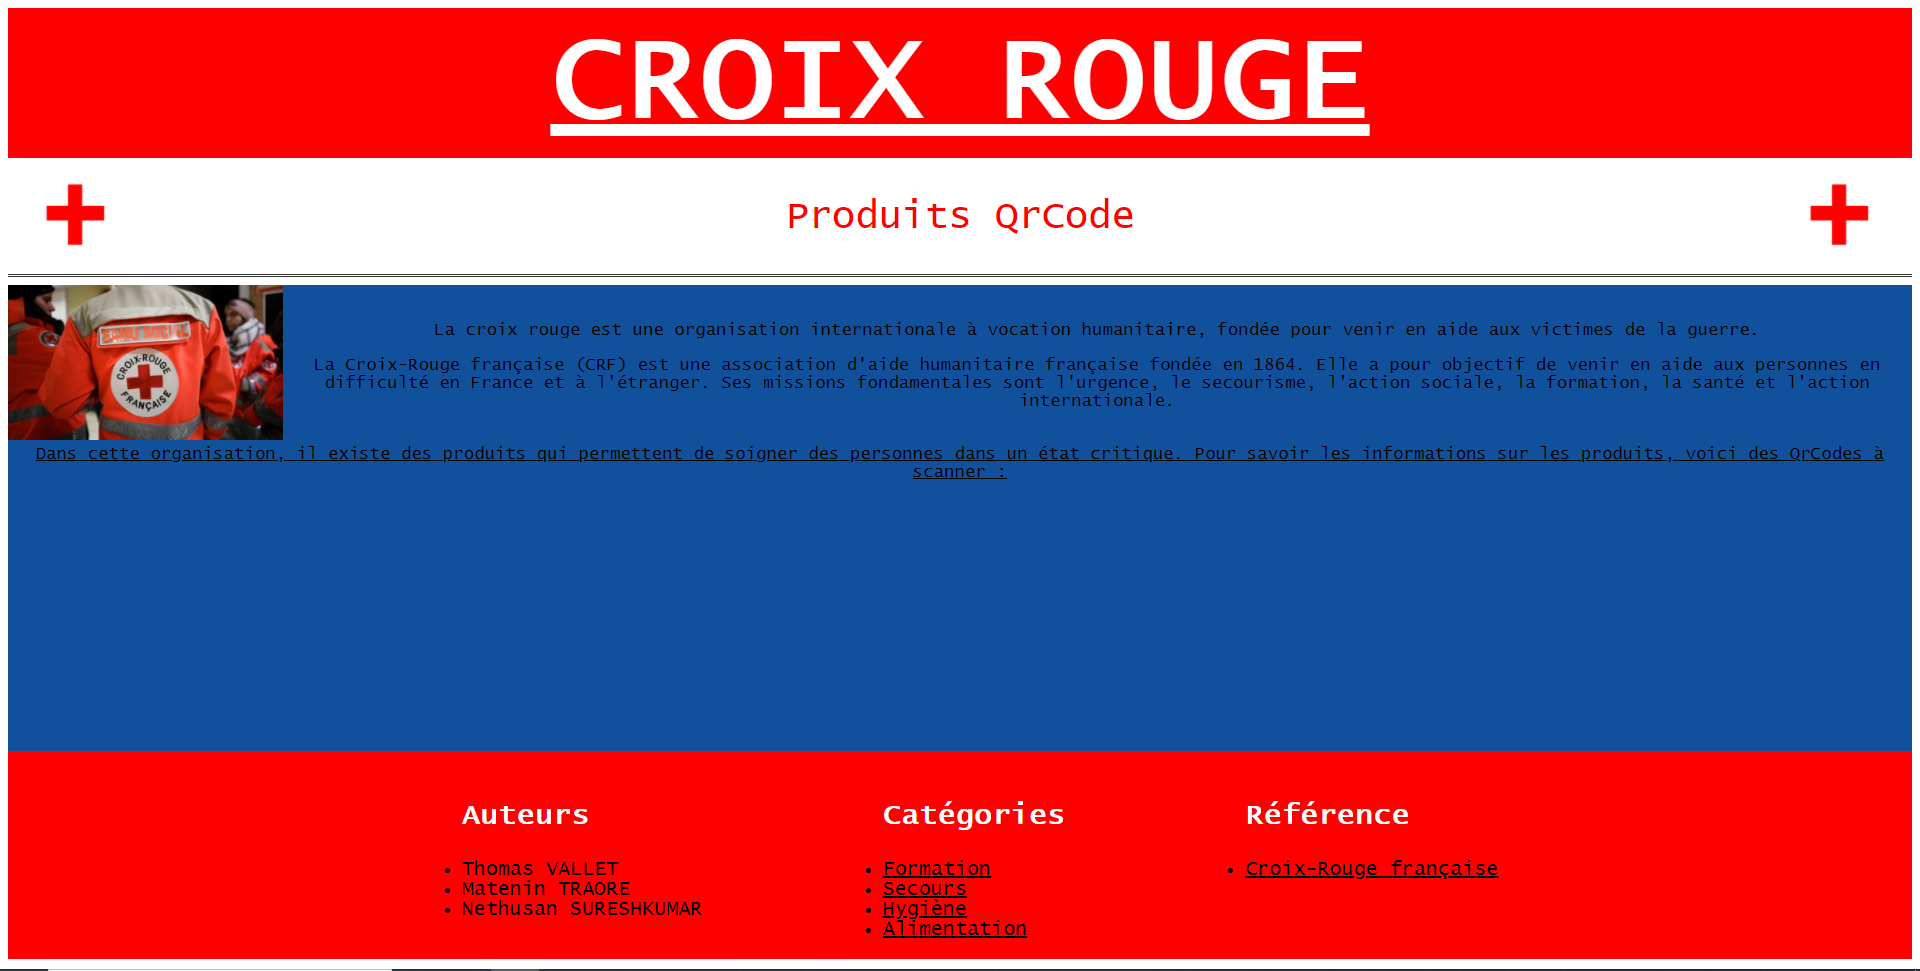 CROIX ROUGE
Produits QrCode
SAMU SOCIAL
CROIX-ROUGE
FRANÇAISE
La croix rouge est une organisation internationale à vocation humanitaire, fondée pour venir en aide aux victimes de la guerre.
La Croix-Rouge française (CRF) est une association d'aide humanitaire française fondée en 1864. Elle a pour objectif de venir en aide aux personnes en
difficulté en France et à l'étranger. Ses missions fondamentales sont l'urgence, le secourisme, l'action sociale, la formation, la santé et l'action
internationale.
Dans cette organisation, il existe des produits qui permettent de soigner des personnes dans un état critique. Pour savoir les informations sur les produits, voici des QrCodes à
scanner :
Auteurs
Thomas VALLET
Matenin TRAORE
Nethusan SURESHKUMAR
Catégories
Formation
Secours
Hygiène
Alimentation
Référence
Croix-Rouge française